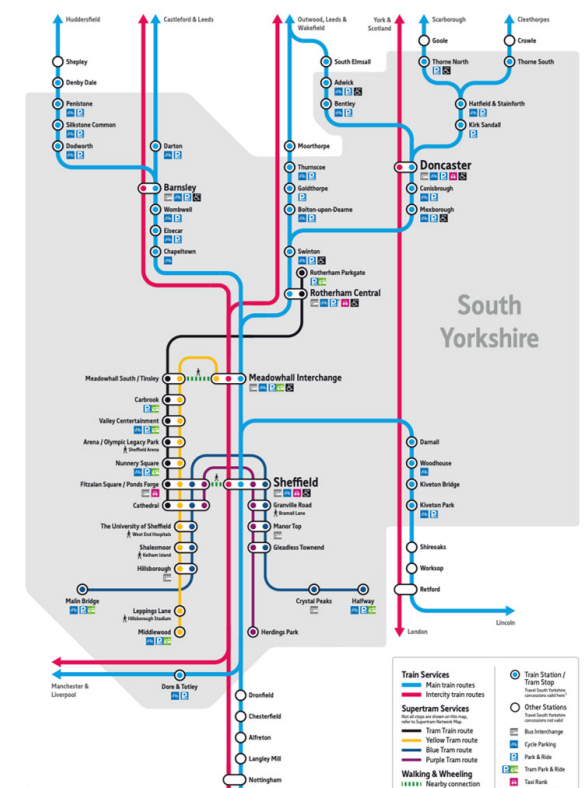 Huddersfield
Castleford & Leeds
Outwood, Leeds &
Wakefield
York &
Scotland
Scarborough
Cleethorpes
Goole
Crowle
Shepley
South Elmsall
Thorne North
Thorne South
Denby Dale
Adwick
Penistone
Bentley
Hatfield & Stainforth
Silkstone Common
Kirk Sandall
Dodworth
Darton
Moorthorpe
Doncaster
Thurnscoe
Barnsley
Goldthorpe
Conisbrough
Wombwell
Bolton-upon-Dearne
Mexborough
Elsecar
Chapeltown
Swinton
Rotherham Parkgate
Rotherham Central
South
Yorkshire
Meadowhall South / Tinsley
Meadowhall Interchange
Carbrook
Valley Centertainment
Arena / Olympic Legacy Park
Sheffield Arena
Darnall
Nunnery Square
Woodhouse
Fitzalan Square / Ponds Forge
Sheffield
Kiveton Bridge
Cathedral
Granville Road
Bramall Lane
Kiveton Park
The University of Sheffield
West End Hospitals
Manor Top
Shalesmoor
Kelham Island
Gleadless Townend
Shireoaks
Hillsborough
Worksop
Malin Bridge
Crystal Peaks
Halfway
Retford
Leppings Lane
Hillsborough Stadium
Lincoln
Middlewood
Herdings Park
London
Manchester &
Liverpool
Dore & Totley
Dronfield
Chesterfield
Alfreton
Langley Mill
Nottingham
Train Services
Main train routes
Intercity train routes
Supertram Services
Not all stops are shown on this map,
refer to Supertram Network Map.
Tram Train route
Yellow Tram route
Blue Tram route
Purple Tram route
Walking & Wheeling
Nearby connection
Train Station /
Tram Stop
Travel South Yorkshire
concessions valid here
Other Stations
Travel South Yorkshire
concessions not valid
Bus Interchange
Cycle Parking
Park & Ride
Tram Park & Ride
Taxi Rank